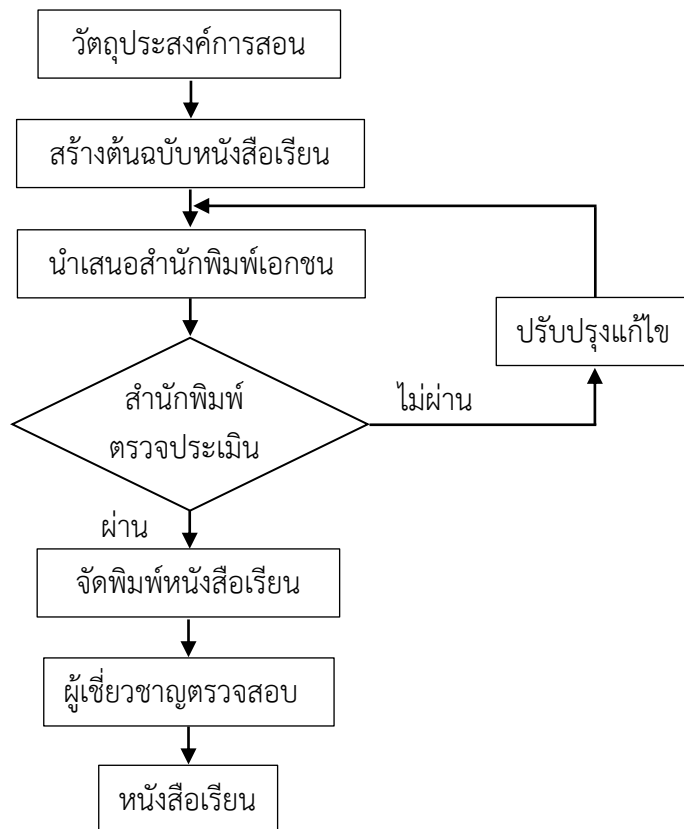 วัตถุประสงค์การสอน
สร้างต้นฉบับหนังสือเรียน
นำเสนอสำนักพิมพ์เอกชน
ปรับปรุงแก้ไข
สำนักพิมพ์
ตรวจประเมิน
ไม่ผ่าน
ผ่าน
จัดพิมพ์หนังสือเรียน
ผู้เชี่ยวชาญตรวจสอบ
หนังสือเรียน